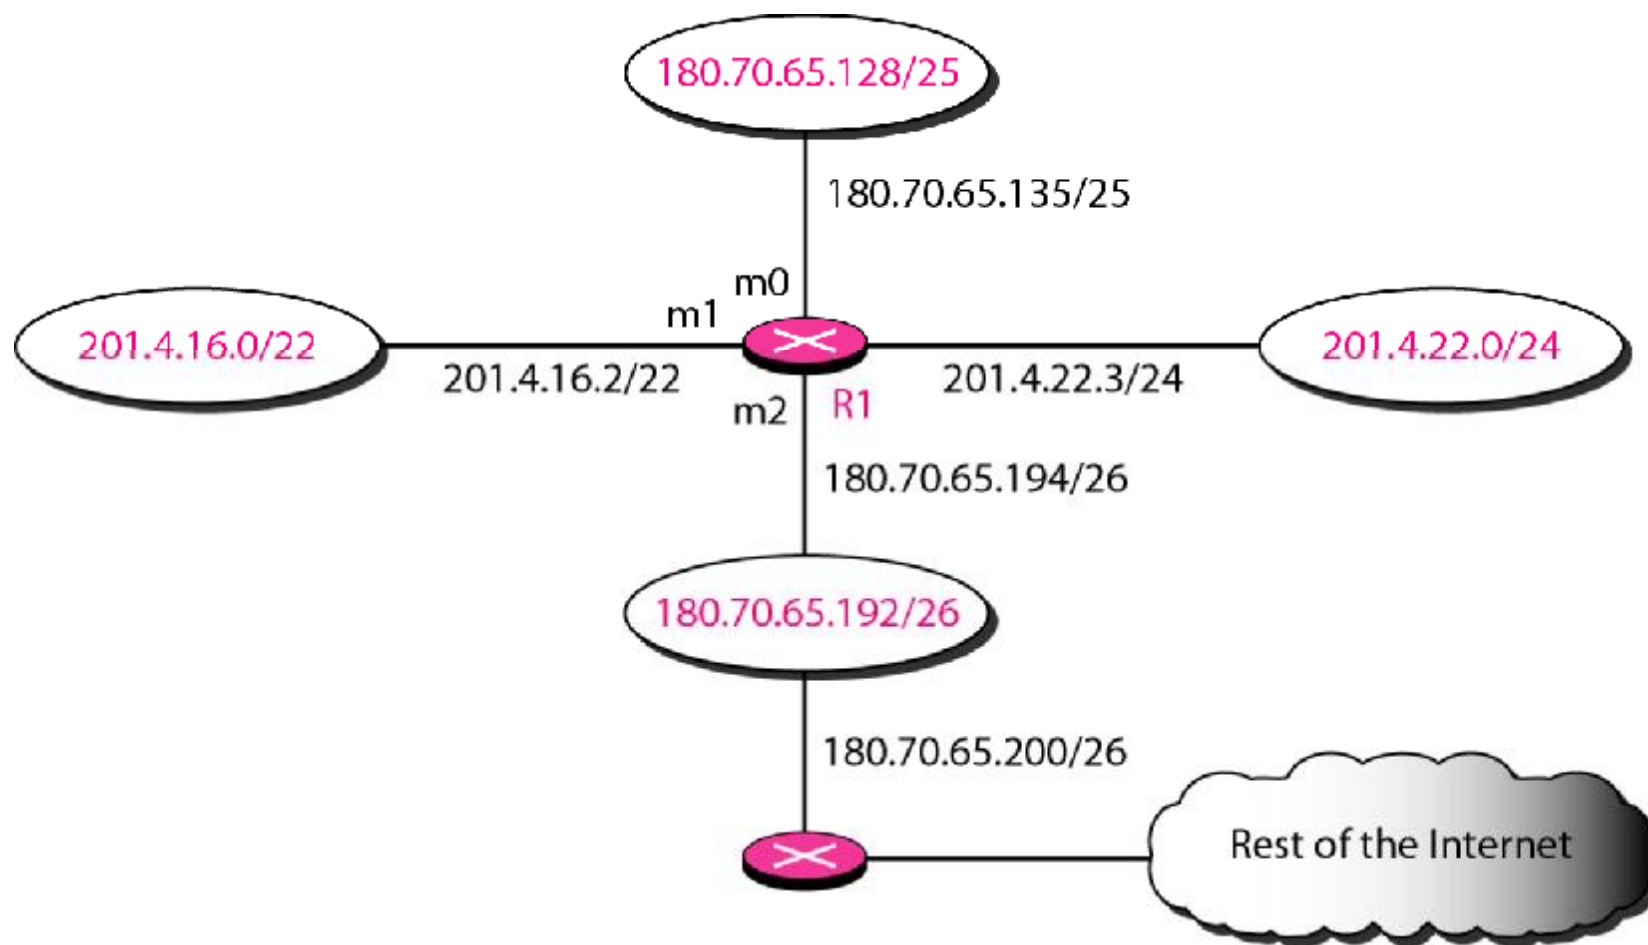 180.70.65.128/25
180.70.65.135/25
m0
m1
201.4.16.0/22
201.4.16.2/22
201.4.22.3/24
201.4.22.0/24
m2
R1
180.70.65.194/26
180.70.65.192/26
180.70.65.200/26
Rest of the Internet